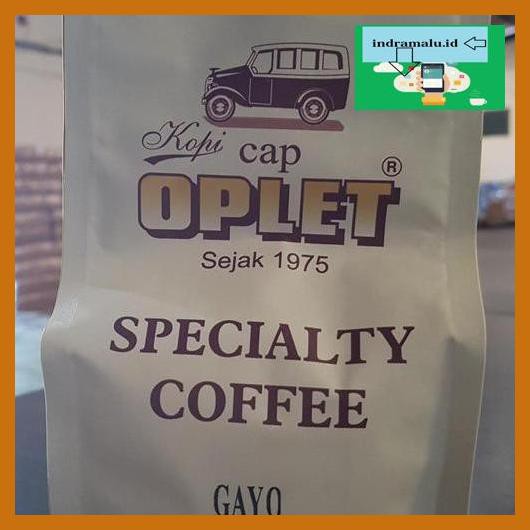 indramalu.id
Kopi cap
OPLET®
Sejak 1975
SPECIALTY
COFFEE
GAYO